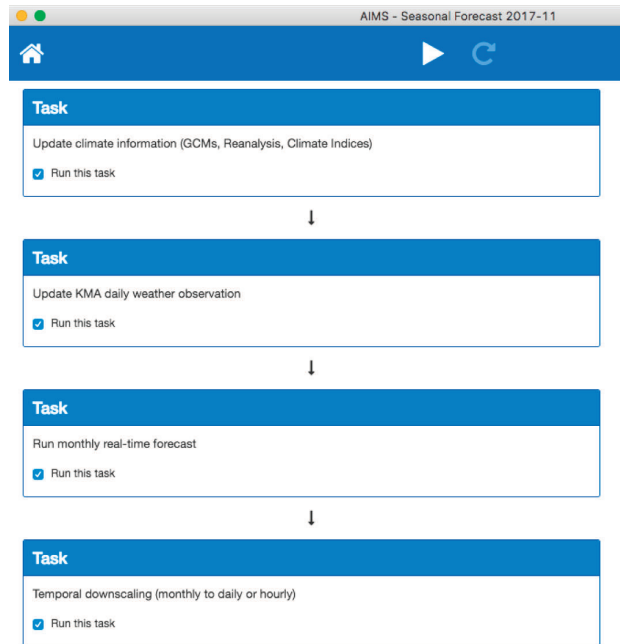 AIMS - Seasonal Forecast 2017-11
Task
Update climate information (GCMs, Reanalysis, Climate Indices)
Run this task
Task
Update KMA daily weather observation
Run this task
Task
Run monthly real-time forecast
Run this task
Task
Temporal downscaling (monthly to daily or hourly)
Run this task